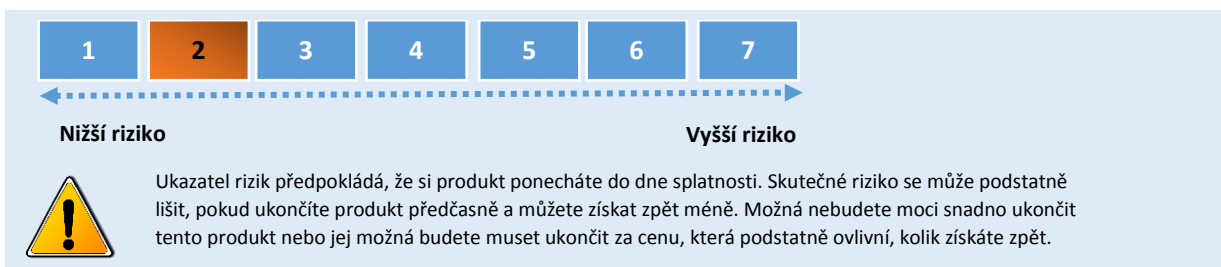 1 2 3 4 5 6 7
Nižší riziko Vyšší riziko
Ukazatel rizik předpokládá, že si produkt ponecháte do dne splatnosti. Skutečné riziko se může podstatně
lišit, pokud ukončíte produkt předčasně a můžete získat zpět méně. Možná nebudete moci snadno ukončit
tento produkt nebo jej možná budete muset ukončit za cenu, která podstatně ovlivní, kolik získáte zpět.